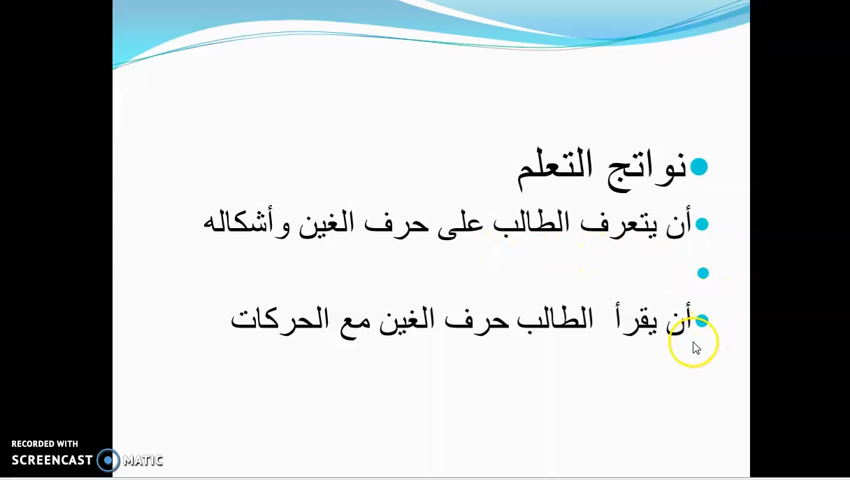 نواتج التعلم
أن يتعرف الطالب على حرف الغين وأشكاله
أن يقرأ الطالب حرف الغين مع الحركات
RECORDED WITH
SCREENCAST MATIC